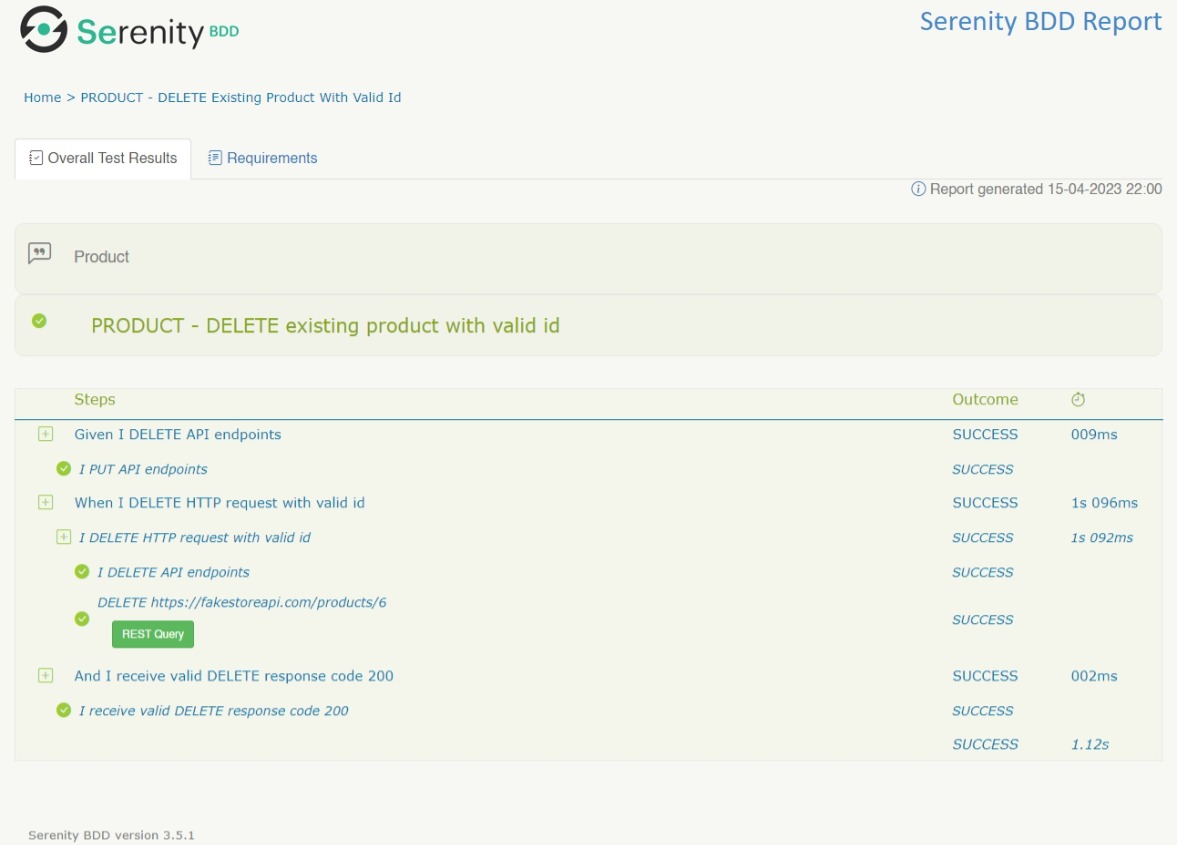 Serenity BDD
Serenity BDD Report
Home > PRODUCT - DELETE Existing Product With Valid Id
Overall Test Results Requirements
Report generated 15-04-2023 22:00
Product
PRODUCT - DELETE existing product with valid id
Steps Outcome
Given I DELETE API endpoints SUCCESS 009ms
I PUT API endpoints SUCCESS
When I DELETE HTTP request with valid id SUCCESS 1s 096ms
I DELETE HTTP request with valid id SUCCESS 1s 092ms
I DELETE API endpoints SUCCESS
DELETE https://fakestoreapi.com/products/6
SUCCESS
REST Query
And I receive valid DELETE response code 200 SUCCESS 002ms
I receive valid DELETE response code 200 SUCCESS
SUCCESS 1.12s
Serenity BDD version 3.5.1